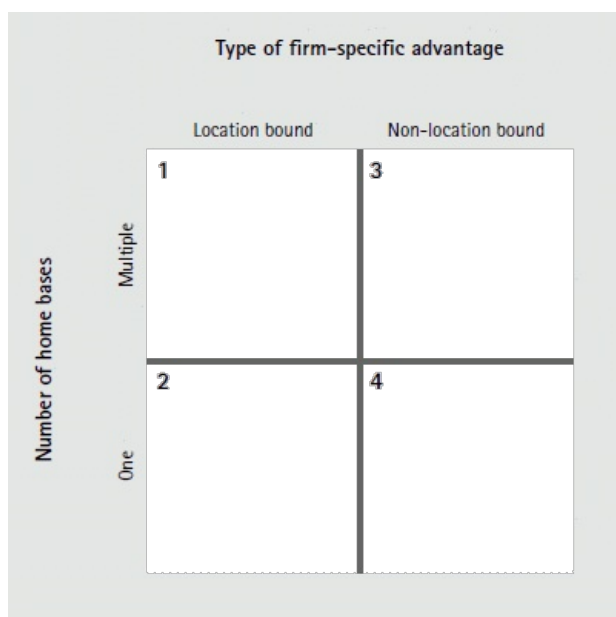 Type of firm-specific advantage
Location bound
Non-location bound
1
3
Multiple
Number of home bases
2
4
One